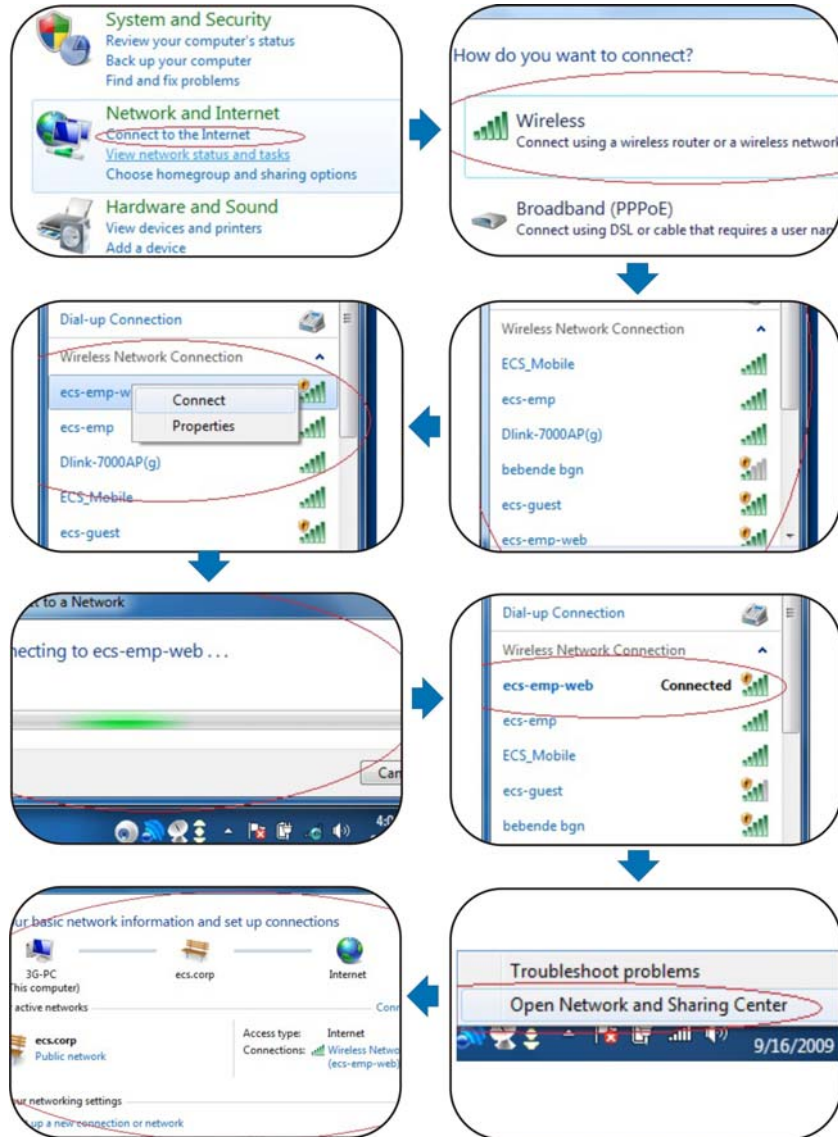 System and Security
Review your computer's status
Back up your computer
Find and fix problems
Network and Internet
Connect to the Internet
View network status and tasks
Choose homegroup and sharing options
Hardware and Sound
View devices and printers
Add a device
How do you want to connect?
Wireless
Connect using a wireless router or a wireless network
Broadband (PPPoE)
Connect using DSL or cable that requires a user
Wireless Network Connection
ECS_Mobile
ecs-emp
Dlink-7000AP(g)
bebende bgn
ecs-guest
ecs-emp-web
Dial-up Connection
Wireless Network Connection
ecs-emp-w
Connect
Properties
ecs-emp
Dlink-7000AP(g)
ECS_Mobile
ecs-guest
to a Network
necting to ecs-emp-web ...
Can
Dial-up Connection
Wireless Network Connection
ecs-emp-web Connected
ecs-emp
ECS_Mobile
ecs-guest
bebende bgn
Troubleshoot problems
Open Network and Sharing Center
9/16/2009
ur basic network information and set up connections
3G-PC ecs.corp Internet
his computer)
active networks Conn
ecs.corp
Public network
Access type: Internet
Connections: Wireless Netwo
(ecs-emp-web)
ur networking settings
up a new connection or network